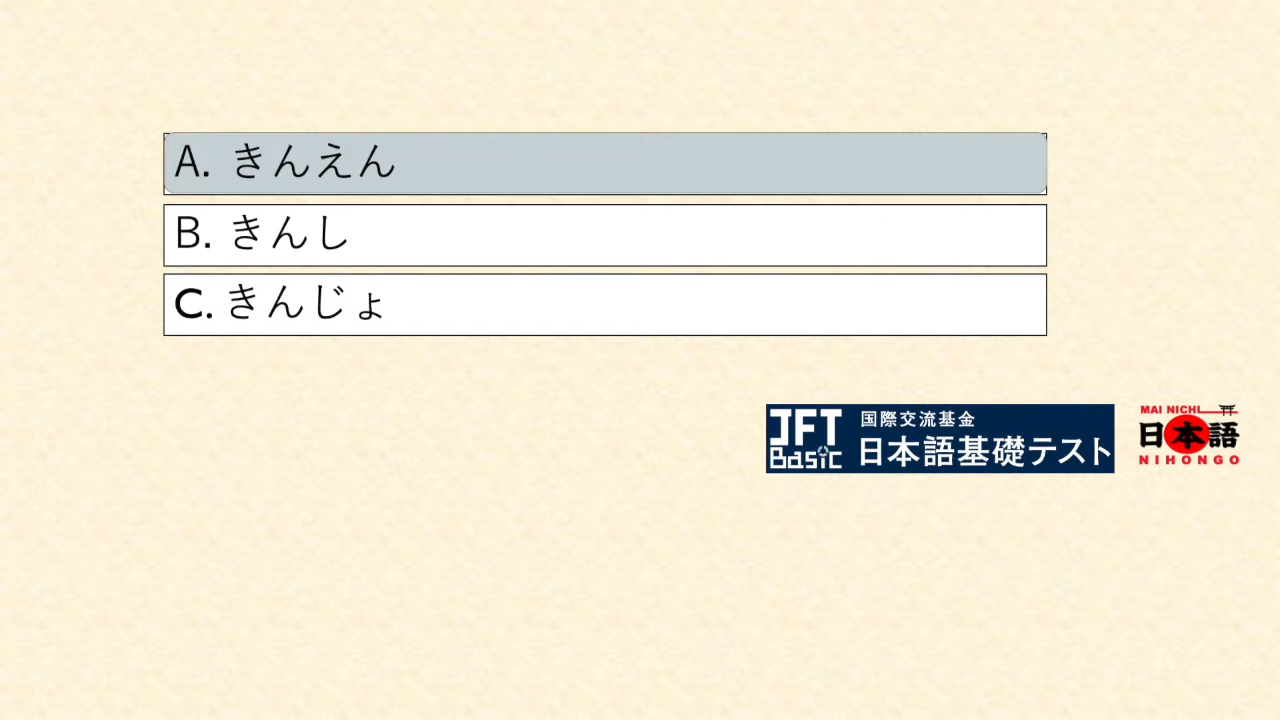 A. きんえん
B. きんし
C. きんじょ
JFT Basic
国際交流基金
日本語基礎テスト
MAI NICHI
日本語
NIHONGO